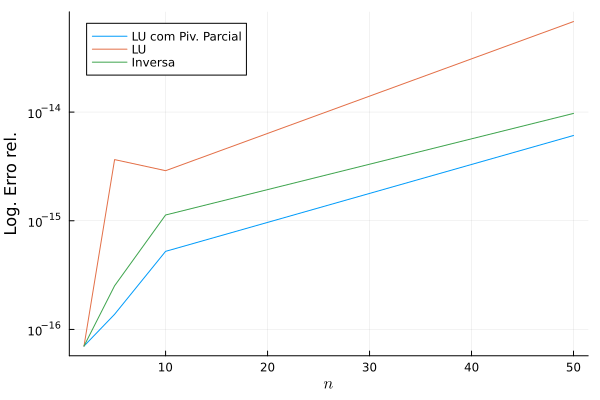 LU com Piv. Parcial
LU
Inversa
Log. Erro rel.
10⁻¹⁴
10⁻¹⁵
10⁻¹⁶
10 20 30 40 50
n